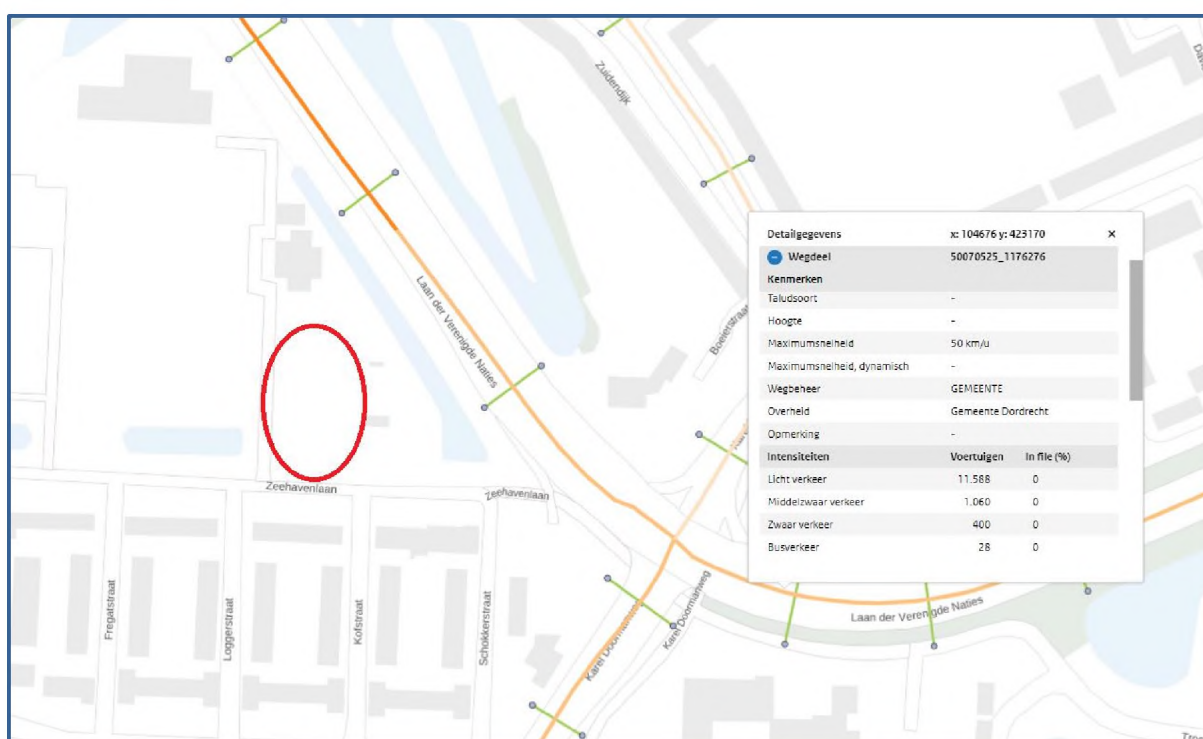 Zuidendijk
Laan der Verenigde Naties
Boeierstraat
Zeehavenlaan
Zeehavenlaan
Fregatstraat
Loggerstraat
Kofstraat
Schokkerstraat
Karel Doormanweg
Karel Doormanweg
Laan der Verenigde Naties
Detailgegevens x: 104676 y: 423170 ×
Wegdeel 50070525_1176276
Kenmerken
Taludsoort -
Hoogte -
Maximumsnelheid 50 km/u
Maximumsnelheid, dynamisch -
Wegbeheer GEMEENTE
Overheid Gemeente Dordrecht
Opmerking -
Intensiteiten Voertuigen In file (%)
Licht verkeer 11.588 0
Middelzwaar verkeer 1.060 0
Zwaar verkeer 400 0
Busverkeer 28 0